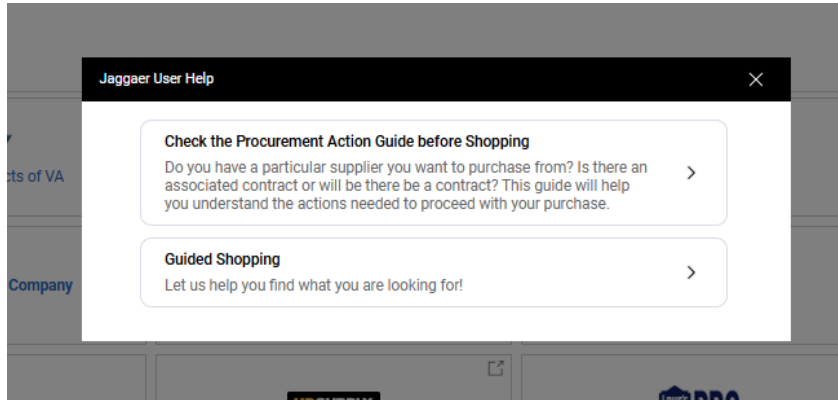 Jaggaer User Help
Check the Procurement Action Guide before Shopping
Do you have a particular supplier you want to purchase from? Is there an
associated contract or will be there be a contract? This guide will help
you understand the actions needed to proceed with your purchase.
cts of VA
Guided Shopping
Let us help you find what you are looking for!
Company